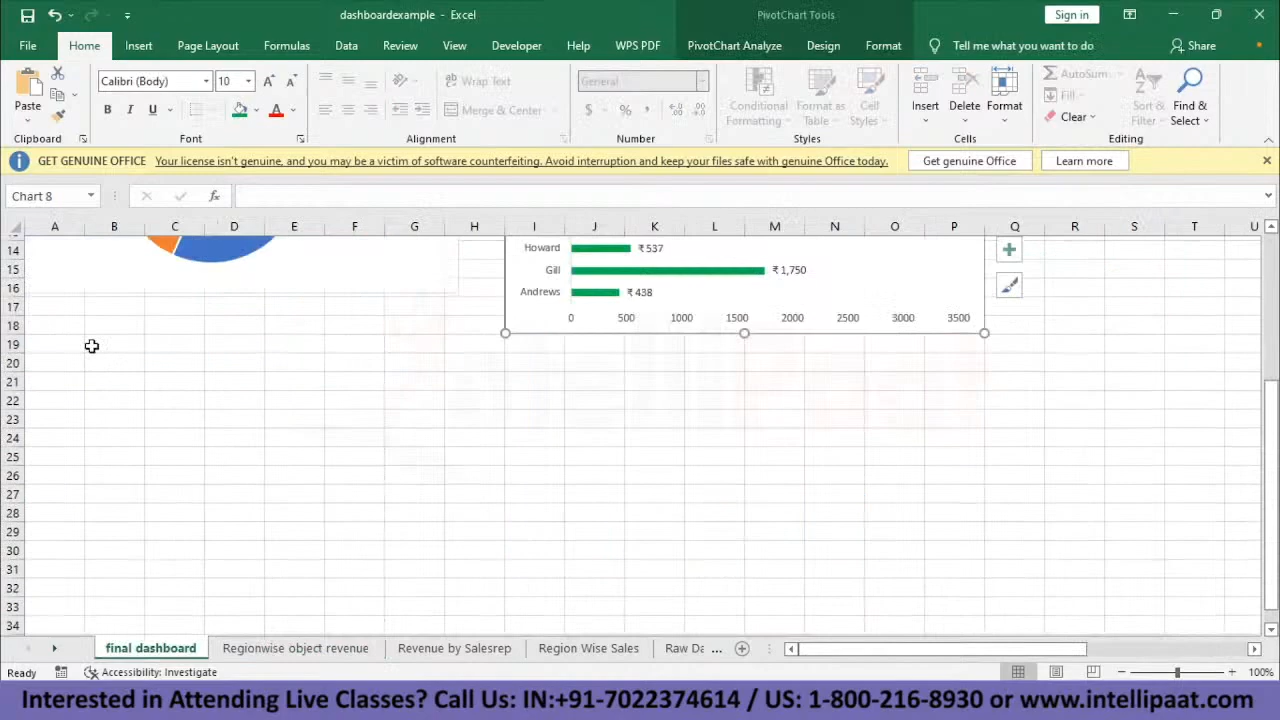 dashboardexample - Excel
PivotChart Tools
Sign in
File Home Insert Page Layout Formulas Data Review View Developer Help WPS PDF PivotChart Analyze Design Format Tell me what you want to do Share
Paste
Calibri (Body) 10
B I U
Wrap Text
Merge & Center
General
$ % ,
Conditional Formatting
Format as Table
Cell Styles
Insert
Delete
Format
AutoSum
Fill
Clear
Sort & Filter
Find & Select
Clipboard Font Alignment Number Styles Cells Editing
GET GENUINE OFFICE Your license isn't genuine, and you may be a victim of software counterfeiting. Avoid interruption and keep your files safe with genuine Office today. Get genuine Office Learn more
Chart 8 fx
A B C D E F G H I J K L M N O P Q R S T U
14 Howard ₹ 537
15 Gill ₹ 1,750
16 Andrews ₹ 438
17
0 500 1000 1500 2000 2500 3000 3500
18
19
20
21
22
23
24
25
26
27
28
29
30
31
32
33
34
final dashboard Regionwise object revenue Revenue by Salesrep Region Wise Sales Raw Da ...
Ready Accessibility: Investigate 100%
Interested in Attending Live Classes? Call Us: IN:+91-7022374614 / US: 1-800-216-8930 or www.intellipaat.com